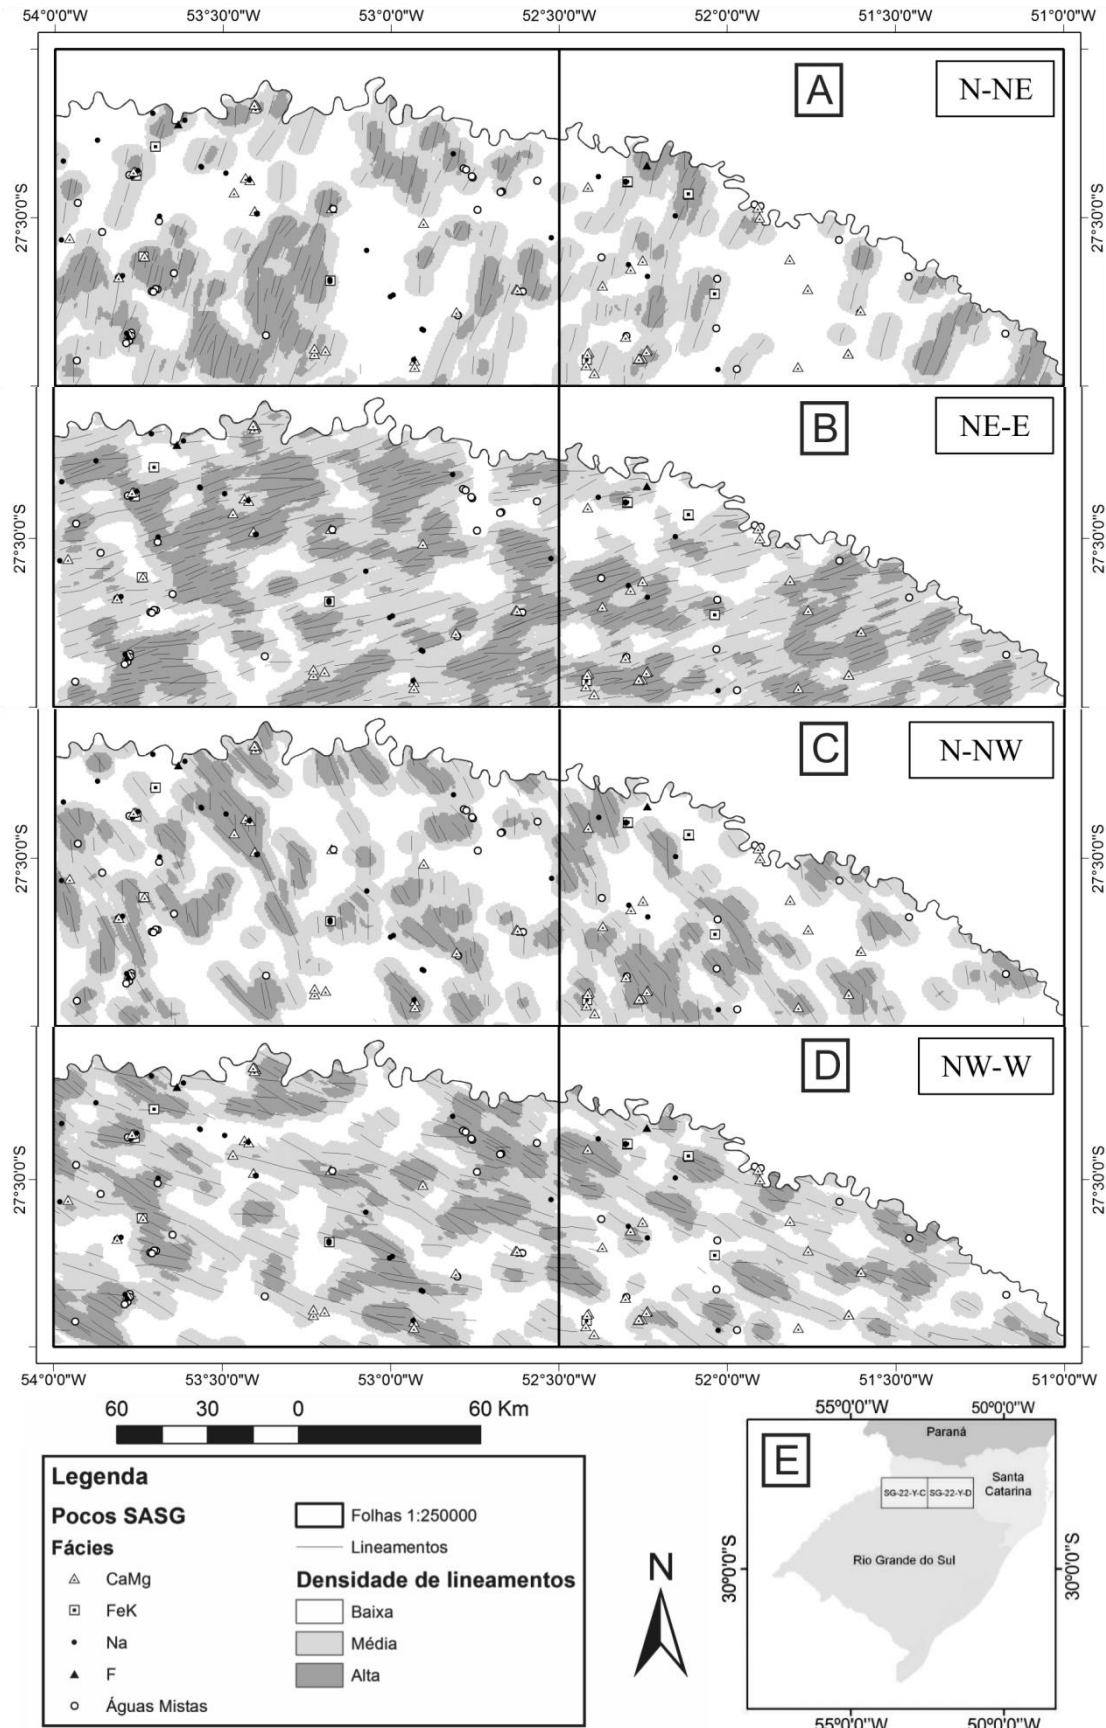 54°0'0"W 53°30'0"W 53°0'0"W 52°30'0"W 52°0'0"W 51°30'0"W 51°0'0"W
A N-NE
27°30'0"S 27°30'0"S
B NE-E
27°30'0"S 27°30'0"S
C N-NW
27°30'0"S 27°30'0"S
D NW-W
27°30'0"S 27°30'0"S
54°0'0"W 53°30'0"W 53°0'0"W 52°30'0"W 52°0'0"W 51°30'0"W 51°0'0"W
60 30 0 60 Km
Legenda
Pocos SASG
Fácies
CaMg
FeK
Na
F
Águas Mistas
Folhas 1:250000
Lineamentos
Densidade de lineamentos
Baixa
Média
Alta
N
55°0'0"W 50°0'0"W
E
Paraná
Santa
Catarina
SG-22-Y-C SG-22-Y-D
Rio Grande do Sul
30°0'0"S 30°0'0"S
55°0'0"W 50°0'0"W